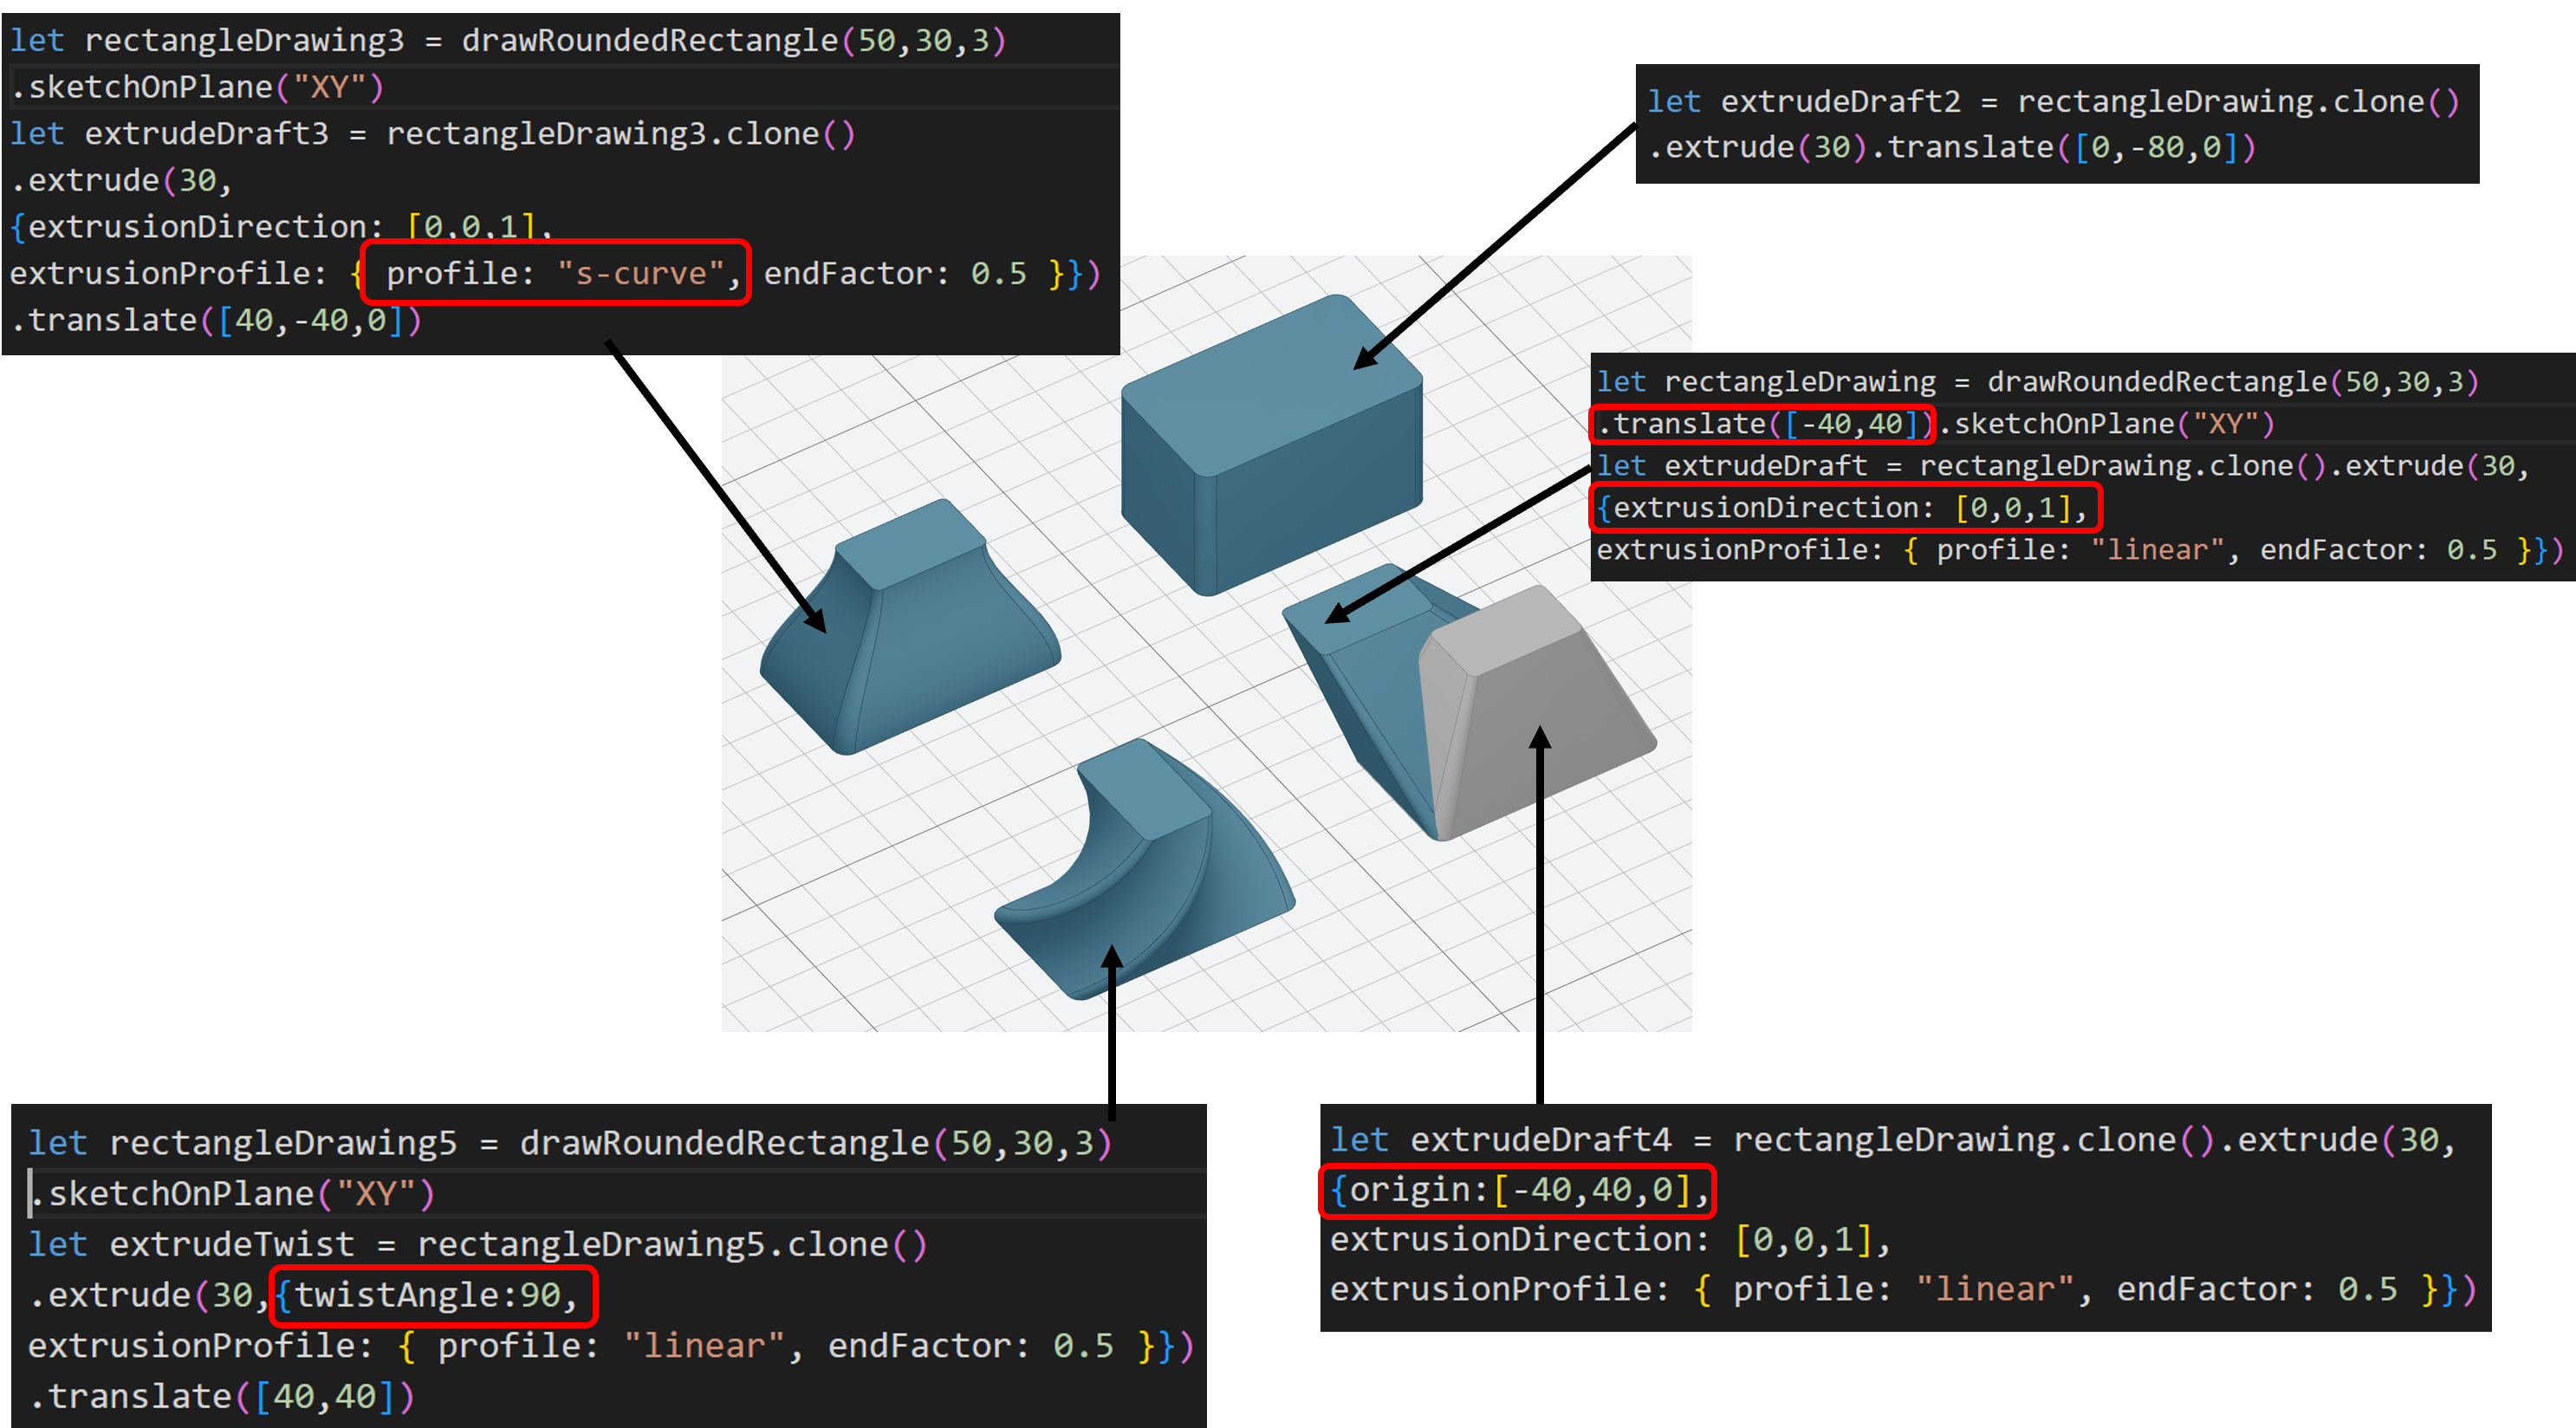 let rectangleDrawing3 = drawRoundedRectangle(50,30,3)
.sketchOnPlane("XY")
let extrudeDraft3 = rectangleDrawing3.clone()
.extrude(30,
{extrusionDirection: [0,0,1],
extrusionProfile: { profile: "s-curve", endFactor: 0.5 }})
.translate([40,-40,0])
let extrudeDraft2 = rectangleDrawing.clone()
.extrude(30).translate([0,-80,0])
let rectangleDrawing = drawRoundedRectangle(50,30,3)
.translate([-40,40]).sketchOnPlane("XY")
let extrudeDraft = rectangleDrawing.clone().extrude(30,
{extrusionDirection: [0,0,1],
extrusionProfile: { profile: "linear", endFactor: 0.5 }})
let rectangleDrawing5 = drawRoundedRectangle(50,30,3)
.sketchOnPlane("XY")
let extrudeTwist = rectangleDrawing5.clone()
.extrude(30,{twistAngle:90,
extrusionProfile: { profile: "linear", endFactor: 0.5 }})
.translate([40,40])
let extrudeDraft4 = rectangleDrawing.clone().extrude(30,
{origin:[-40,40,0],
extrusionDirection: [0,0,1],
extrusionProfile: { profile: "linear", endFactor: 0.5 }})